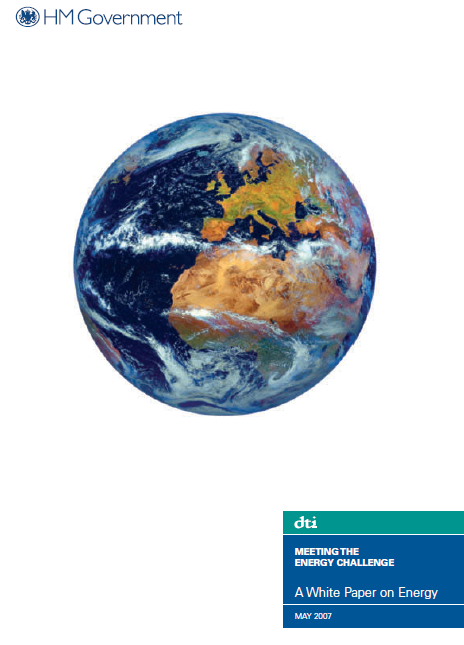 HM Government
dti
MEETING THE
ENERGY CHALLENGE
A White Paper on Energy
MAY 2007